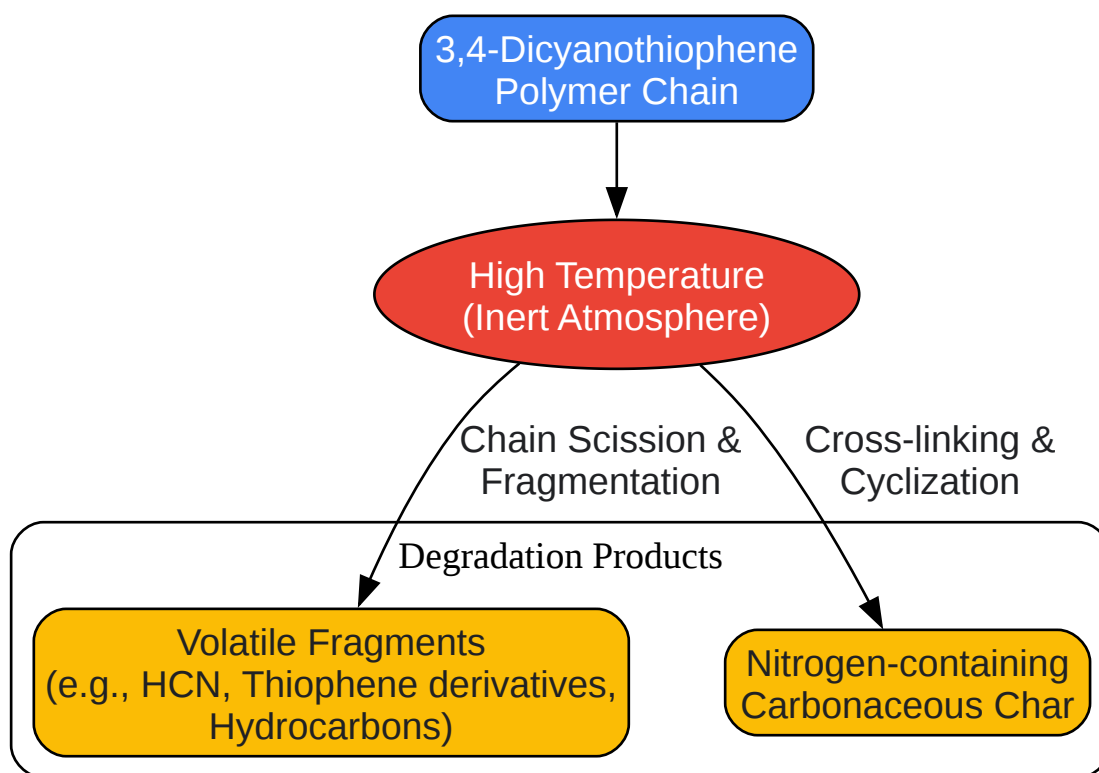 3,4-Dicyanothiophene
Polymer Chain
High Temperature
(Inert Atmosphere)
Chain Scission &
Fragmentation
Cross-linking &
Cyclization
Degradation Products
Volatile Fragments
(e.g., HCN, Thiophene derivatives,
Hydrocarbons)
Nitrogen-containing
Carbonaceous Char